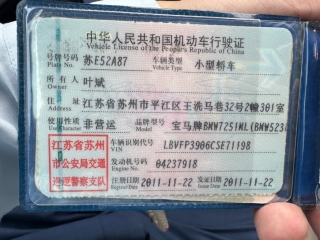 中华人民共和国机动车行驶证
Vehicle License of the People's Republic of China
号牌号码 苏F52A87 车辆类型 小型轿车
Plate No. Vehicle Type
所有人 叶斌
Owner
住址 江苏省苏州市平江区王洗马巷32号2 301室
Address
使用性质 非营运 品牌型号 宝马牌BMW7251ML(BMW523
Use Character Model
江苏省苏州 车辆识别代号 LBVFP3906CSE71198
VIN
市公安局交通 发动机号码 04237918
Engine No.
巡逻警察支队 注册日期 2011-11-22 发证日期 2011-11-22
Register Date Issue Date